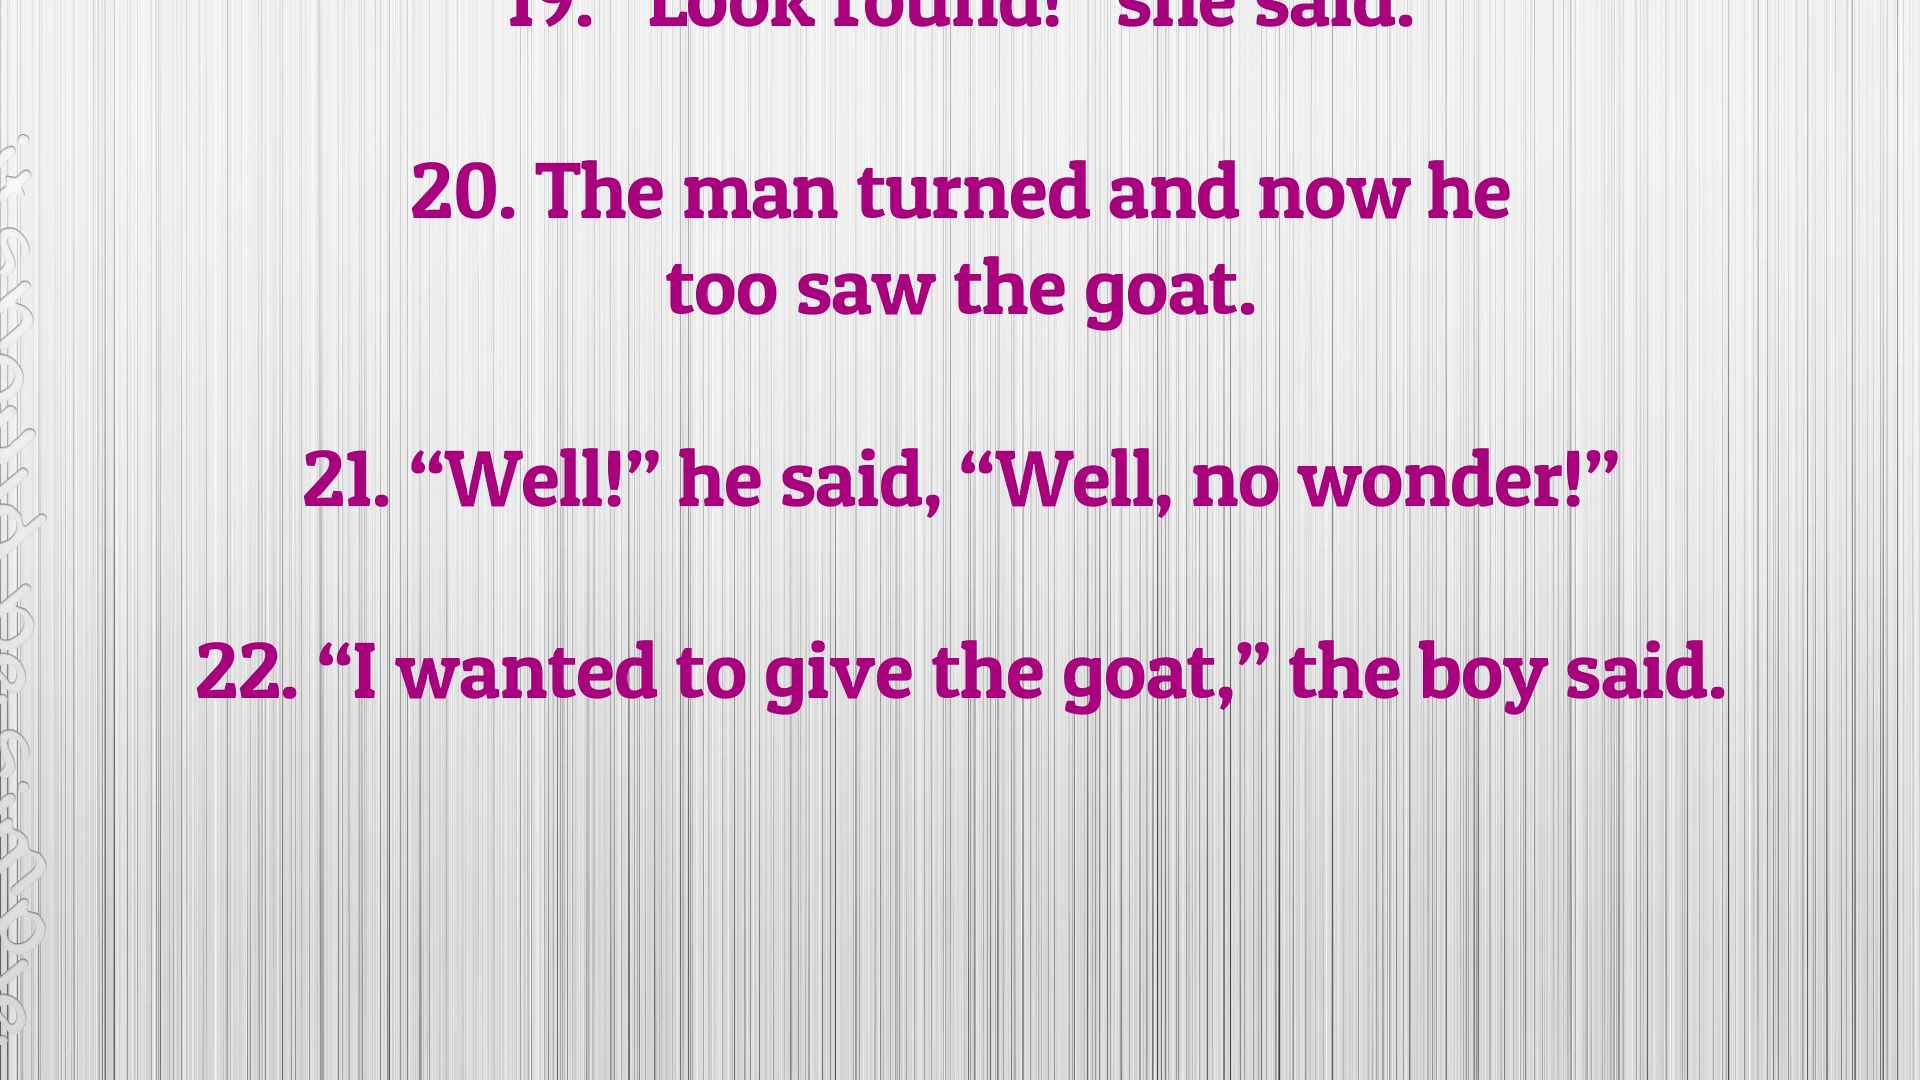 19. “Look round!” she said.
20. The man turned and now he
too saw the goat.
21. “Well!” he said, “Well, no wonder!”
22. “I wanted to give the goat,” the boy said.